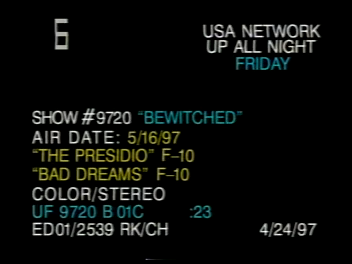 6
USA NETWORK
UP ALL NIGHT
FRIDAY
SHOW #9720 "BEWITCHED"
AIR DATE: 5/16/97
"THE PRESIDIO" F-10
"BAD DREAMS" F-10
COLOR/STEREO
UF 9720 B 01C :23
ED01/2539 RK/CH 4/24/97